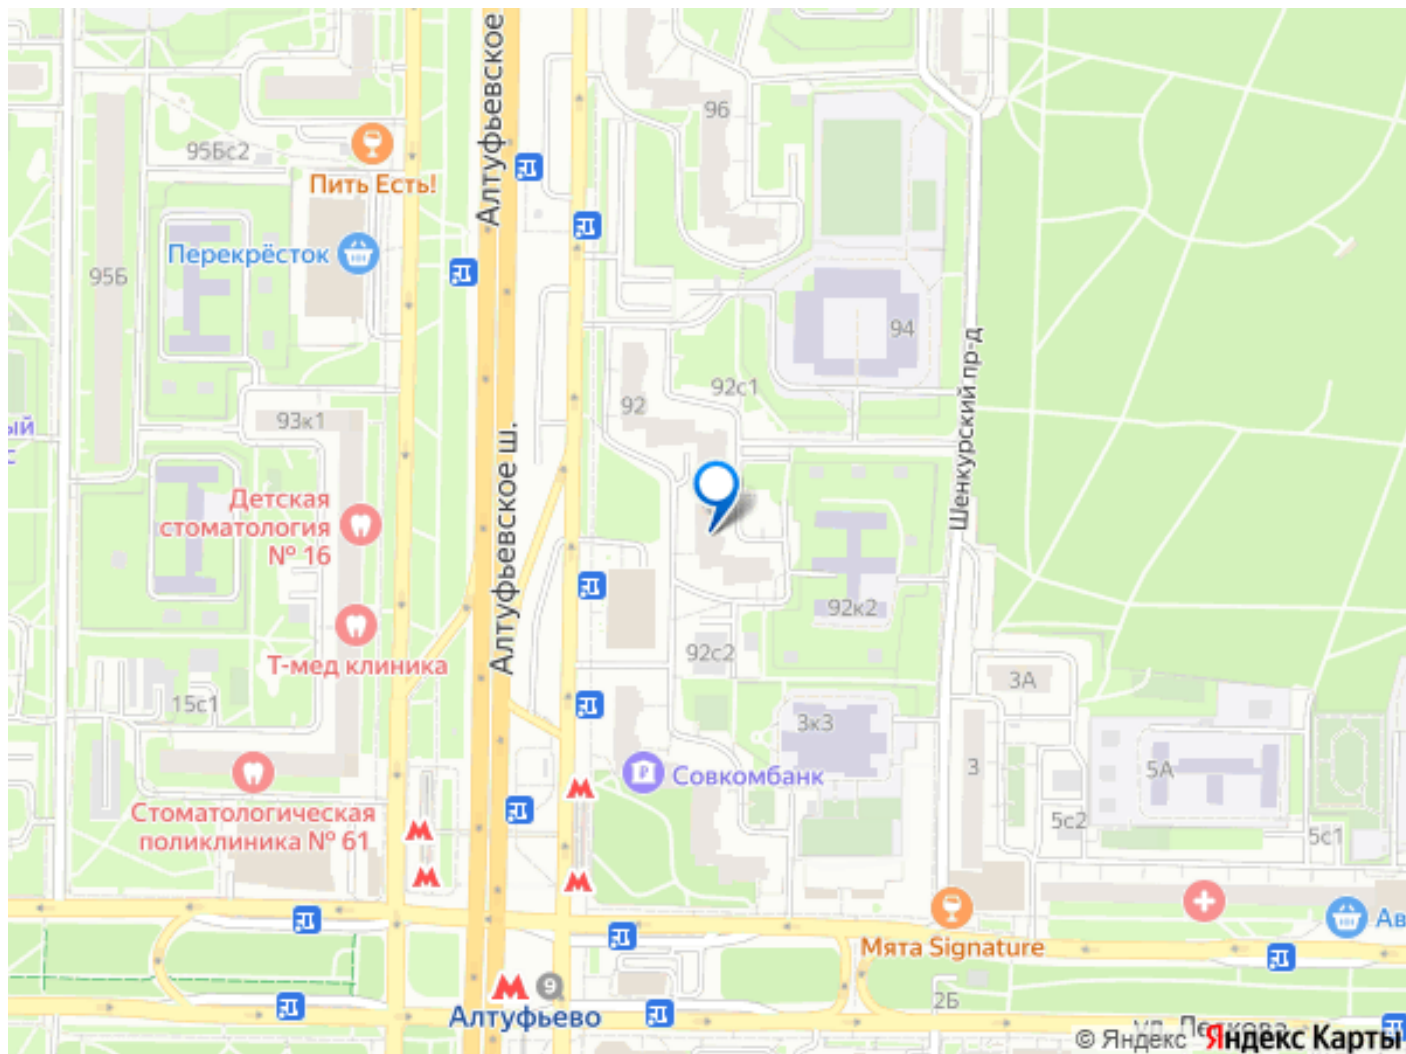 Алтуфьевское
96
95Бс2
Пить Есть!
Перекрёсток
95Б
94
Шенкурский пр-д
92с1
92
93к1
Алтуфьевское ш.
Детская
стоматология
№ 16
92к2
Т-мед клиника
92с2
3А
15с1
3к3
3
5А
Совкомбанк
Стоматологическая
поликлиника № 61
5с2
5с1
Мята Signature
Ав
2Б
9
Алтуфьево
© Яндекс Яндекс Карты